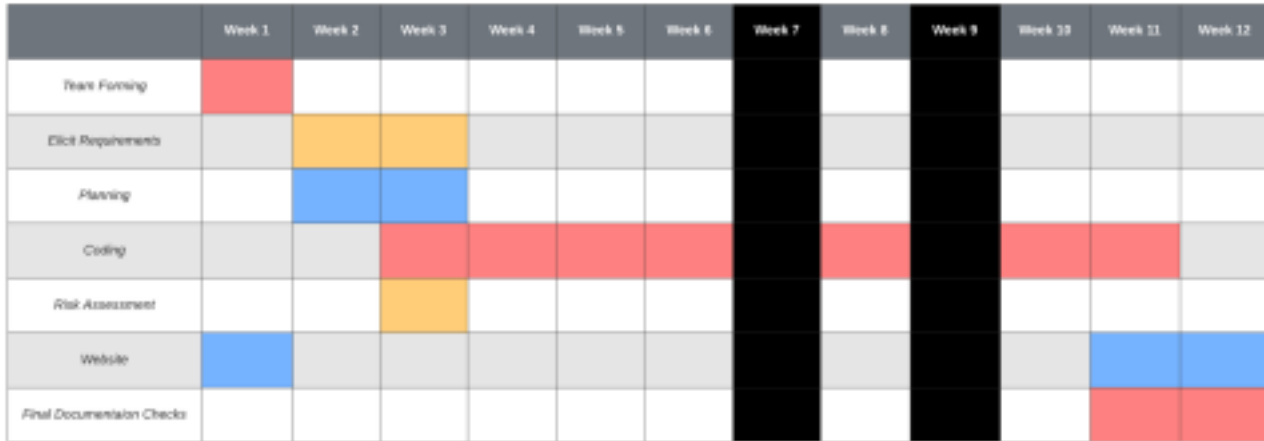 Week 1 Week 2 Week 3 Week 4 Week 5 Week 6 Week 7 Week 8 Week 9 Week 10 Week 11 Week 12
Team Forming
Elicit Requirements
Planning
Coding
Risk Assessment
Website
Final Documentaion Checks